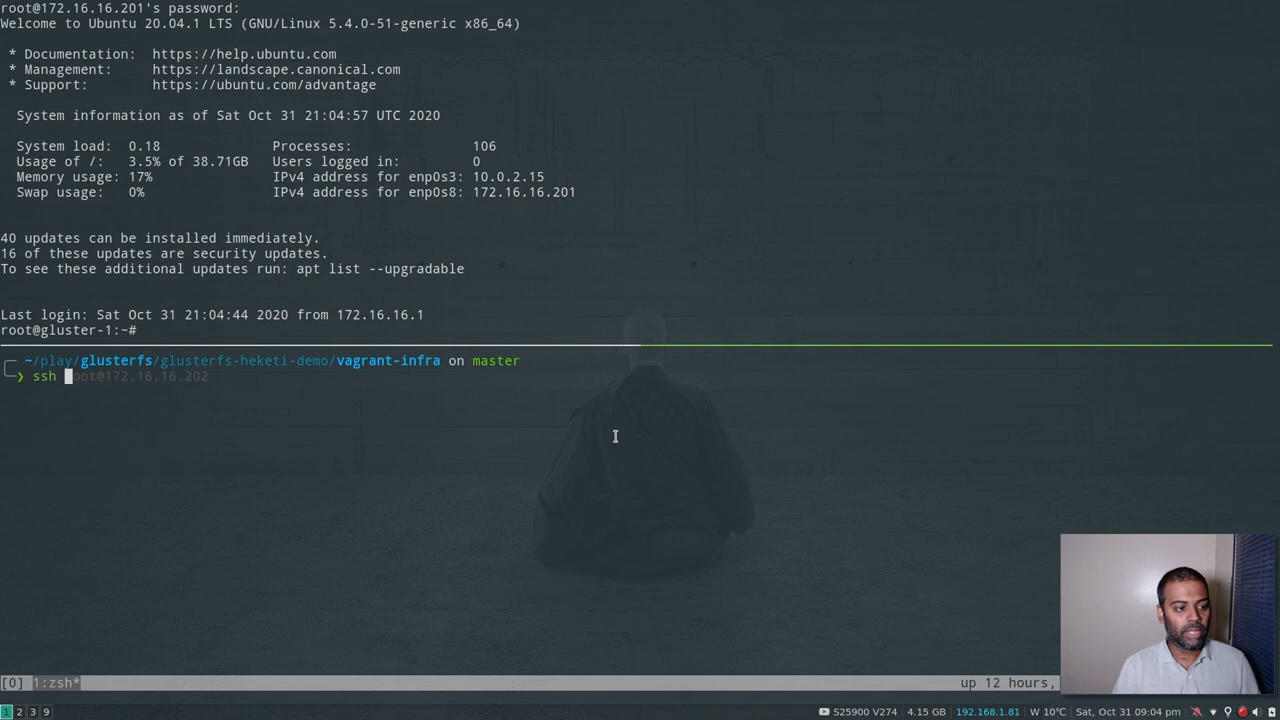 root@172.16.16.201's password:
Welcome to Ubuntu 20.04.1 LTS (GNU/Linux 5.4.0-51-generic x86_64)
* Documentation:  https://help.ubuntu.com
* Management:     https://landscape.canonical.com
* Support:        https://ubuntu.com/advantage
System information as of Sat Oct 31 21:04:57 UTC 2020
System load:  0.18              Processes:               106
Usage of /:   3.5% of 38.71GB   Users logged in:         0
Memory usage: 17%               IPv4 address for enp0s3: 10.0.2.15
Swap usage:   0%                IPv4 address for enp0s8: 172.16.16.201
40 updates can be installed immediately.
16 of these updates are security updates.
To see these additional updates run: apt list --upgradable
Last login: Sat Oct 31 21:04:44 2020 from 172.16.16.1
root@gluster-1:~#
~/play/glusterfs/glusterfs-heketi-demo/vagrant-infra on master
❯ ssh root@172.16.16.202
[0] 1:zsh* up 12 hours,
1 2 3 9 S25900 V274 4.15 GB 192.168.1.81 W 10°C Sat, Oct 31 09:04 pm